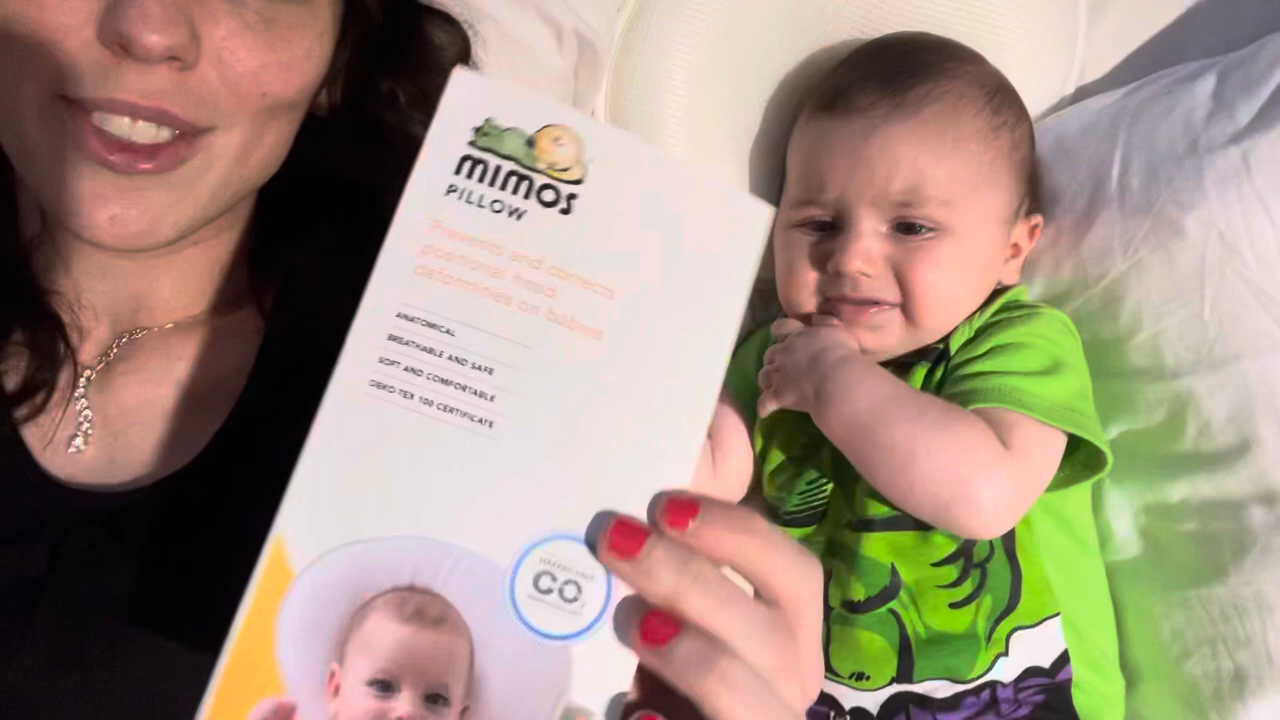 mimos
PILLOW
Prevents and corrects
positional head
deformities on babies
ANATOMICAL
BREATHABLE AND SAFE
SOFT AND COMFORTABLE
OEKO-TEX 100 CERTIFICATE
CO2